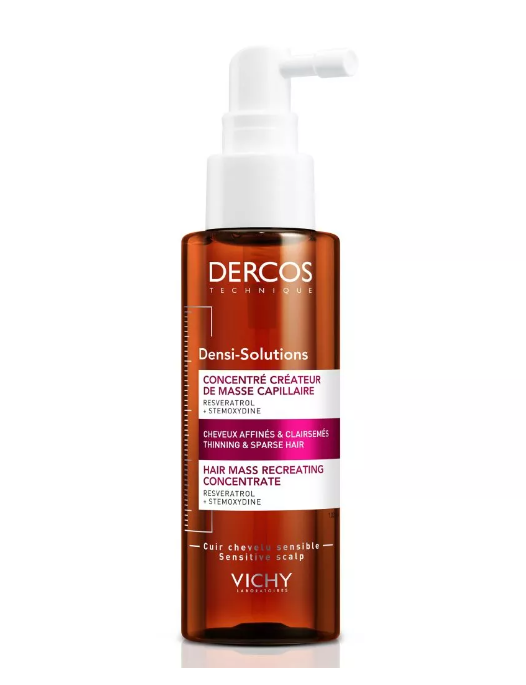 DERCOS
TECHNIQUE
Densi-Solutions
CONCENTRÉ CRÉATEUR
DE MASSE CAPILLAIRE
RESVERATROL
+ STEMOXYDINE
CHEVEUX AFFINÉS & CLAIRSEMÉS
THINNING & SPARSE HAIR
HAIR MASS RECREATING
CONCENTRATE
RESVERATROL
+ STEMOXYDINE
Cuir chevelu sensible
Sensitive scalp
VICHY
LABORATOIRES